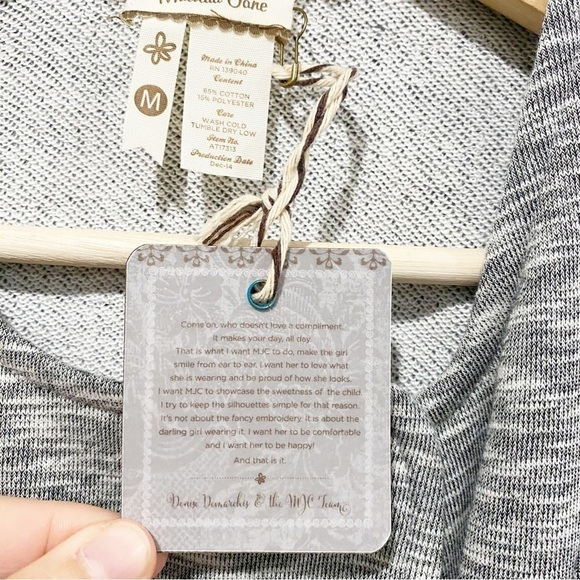 Matilda Jane
M
Made in China
RN 139040
Content
85% COTTON
15% POLYESTER
Care
WASH COLD
TUMBLE DRY LOW
Item No.
AT17313
Production Date
Dec-14
Come on, who doesn't love a compliment.
It makes your day, all day.
That is what I want MJC to do, make the girl
smile from ear to ear. I want her to love what
she is wearing and be proud of how she looks.
I want MJC to showcase the sweetness of the child.
I try to keep the silhouettes simple for that reason.
It's not about the fancy embroidery, it is about the
darling girl wearing it. I want her to be comfortable
and I want her to be happy!
And that is it.
Denise Demarchis & the MJC Team